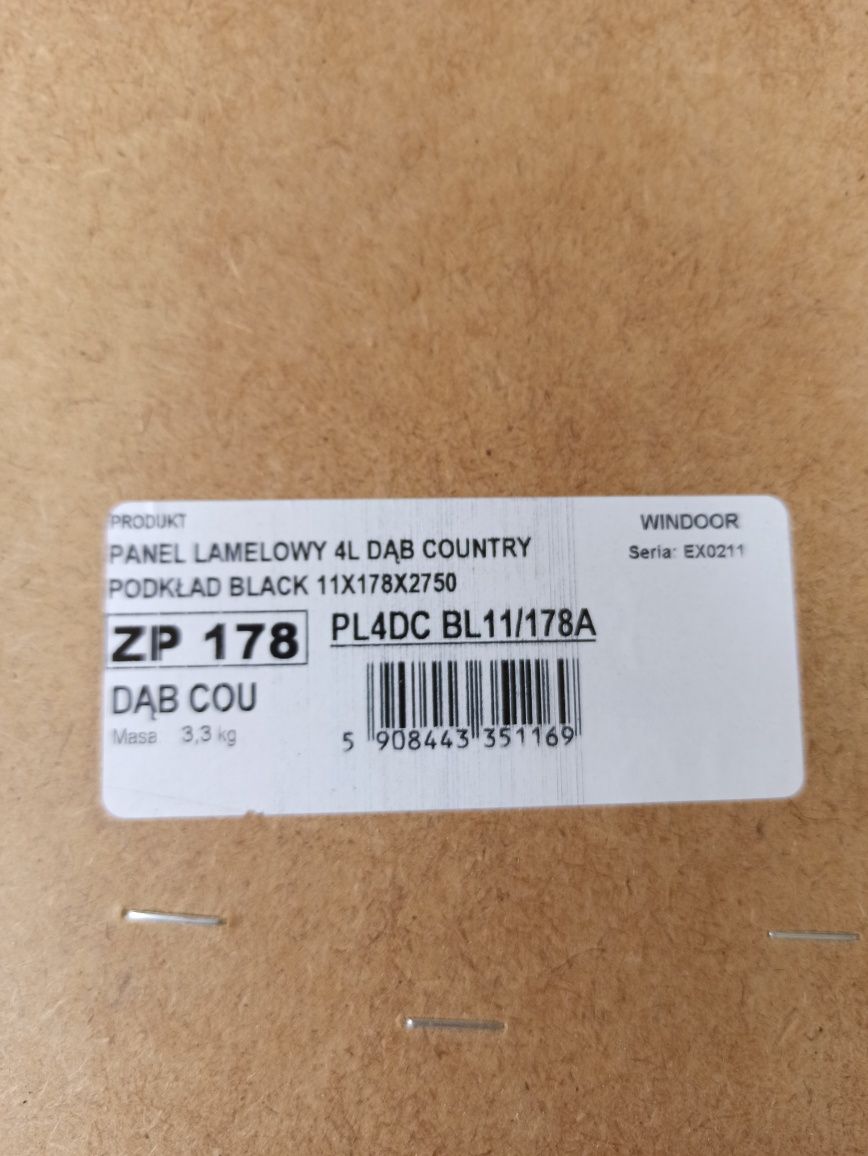 PRODUKT
WINDOOR
PANEL LAMELOWY 4L DĄB COUNTRY
Seria: EX0211
PODKŁAD BLACK 11X178X2750
ZP 178
PL4DC BL11/178A
DĄB COU
Masa 3,3 kg
5 908443 351169